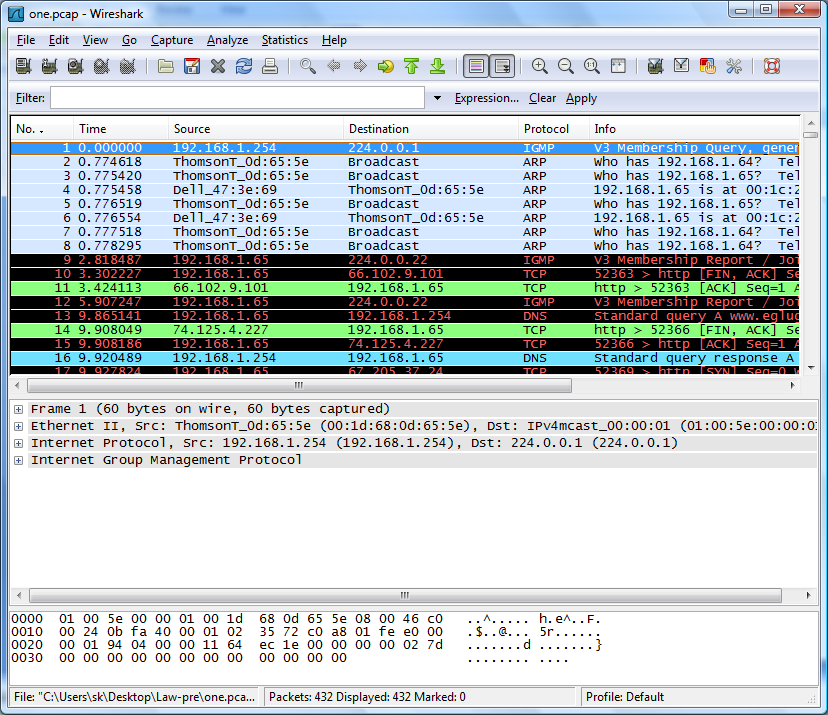 one.pcap - Wireshark
File Edit View Go Capture Analyze Statistics Help
Filter: Expression... Clear Apply
No. . Time Source Destination Protocol Info
1 0.000000 192.168.1.254 224.0.0.1 IGMP V3 Membership Query, gener
2 0.774618 ThomsonT_0d:65:5e Broadcast ARP Who has 192.168.1.64? Tel
3 0.775420 ThomsonT_0d:65:5e Broadcast ARP Who has 192.168.1.65? Tel
4 0.775458 Dell_47:3e:69 ThomsonT_0d:65:5e ARP 192.168.1.65 is at 00:1c:2
5 0.776519 ThomsonT_0d:65:5e Broadcast ARP Who has 192.168.1.65? Tel
6 0.776554 Dell_47:3e:69 ThomsonT_0d:65:5e ARP 192.168.1.65 is at 00:1c:2
7 0.777518 ThomsonT_0d:65:5e Broadcast ARP Who has 192.168.1.64? Tel
8 0.778295 ThomsonT_0d:65:5e Broadcast ARP Who has 192.168.1.64? Tel
9 2.818487 192.168.1.65 224.0.0.22 IGMP V3 Membership Report / Joi
10 3.302227 192.168.1.65 66.102.9.101 TCP 52363 > http [FIN, ACK] Se
11 3.424113 66.102.9.101 192.168.1.65 TCP http > 52363 [ACK] Seq=1 A
12 5.907247 192.168.1.65 224.0.0.22 IGMP V3 Membership Report / Joi
13 9.865141 192.168.1.65 192.168.1.254 DNS Standard query A www.eglud
14 9.908049 74.125.4.227 192.168.1.65 TCP http > 52366 [FIN, ACK] Se
15 9.908186 192.168.1.65 74.125.4.227 TCP 52366 > http [ACK] Seq=1 A
16 9.920489 192.168.1.254 192.168.1.65 DNS Standard query response A
17 9.927824 192.168.1.65 67.205.37.24 TCP 52369 > http [SYN] Seq=0 W
Frame 1 (60 bytes on wire, 60 bytes captured)
Ethernet II, Src: ThomsonT_0d:65:5e (00:1d:68:0d:65:5e), Dst: IPv4mcast_00:00:01 (01:00:5e:00:00:01
Internet Protocol, Src: 192.168.1.254 (192.168.1.254), Dst: 224.0.0.1 (224.0.0.1)
Internet Group Management Protocol
0000 01 00 5e 00 00 01 00 1d 68 0d 65 5e 08 00 46 c0 ..^..... h.e^..F.
0010 00 24 0b fa 40 00 01 02 35 72 c0 a8 01 fe e0 00 .$..@... 5r......
0020 00 01 94 04 00 00 11 64 ec 1e 00 00 00 00 02 7d .......d .......}
0030 00 00 00 00 00 00 00 00 00 00 00 00 ........ ....
File: "C:\Users\sk\Desktop\Law-pre\one.pca... Packets: 432 Displayed: 432 Marked: 0 Profile: Default